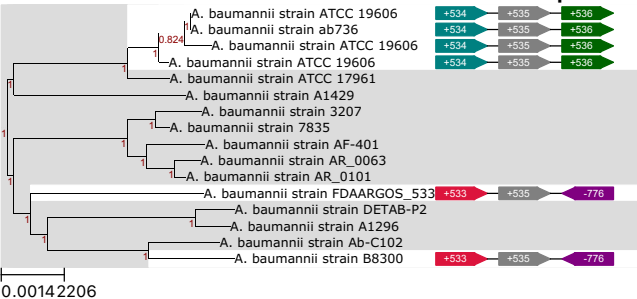 A. baumannii strain ATCC 19606 +534 +535 +536
A. baumannii strain ab736 +534 +535 +536
0.824
A. baumannii strain ATCC 19606 +534 +535 +536
A. baumannii strain ATCC 19606 +534 +535 +536
1
1
A. baumannii strain ATCC 17961
1
A. baumannii strain A1429
A. baumannii strain 3207
1 A. baumannii strain 7835
1
1 A. baumannii strain AF-401
1 A. baumannii strain AR_0063
1 A. baumannii strain AR_0101
1
A. baumannii strain FDAARGOS_533 +533 +535 -776
A. baumannii strain DETAB-P2
1
1 A. baumannii strain A1296
1 A. baumannii strain Ab-C102
1 A. baumannii strain B8300 +533 +535 -776
0.00142206